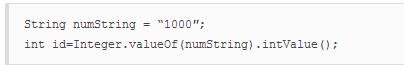 String numString = “1000″;
int id=Integer.valueOf(numString).intValue();